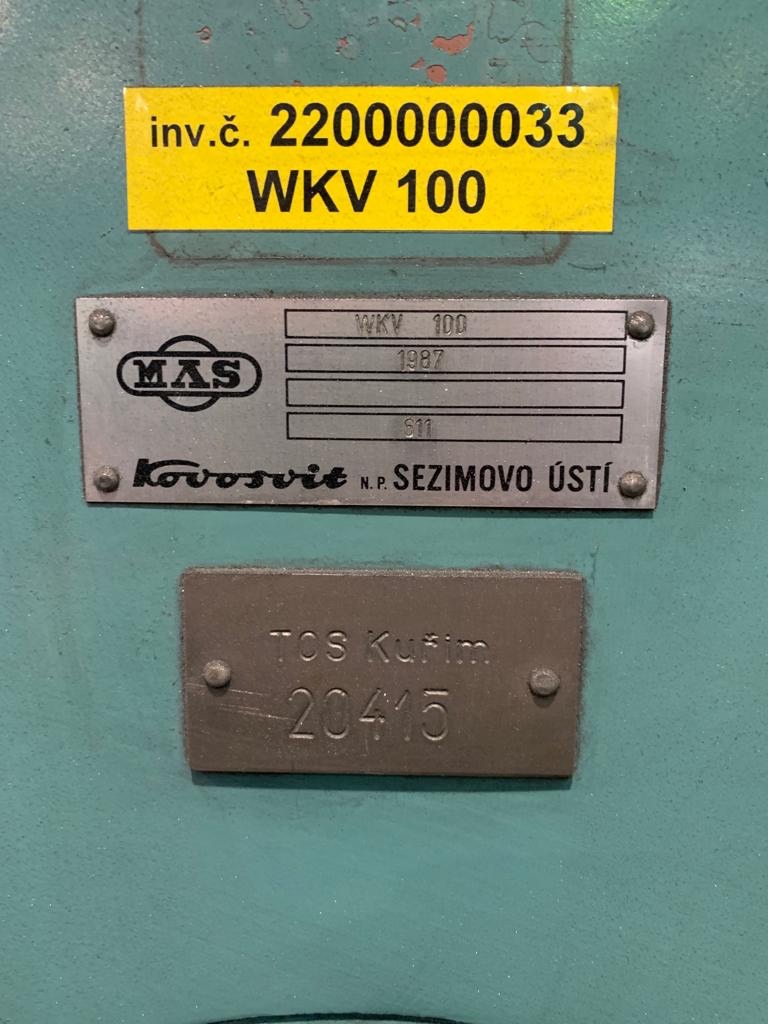 inv.č. 2200000033
WKV 100
MAS
WKV 100
1987
611
Kovosvit N.P. SEZIMOVO ÚSTÍ
TOS Kuřim
20415